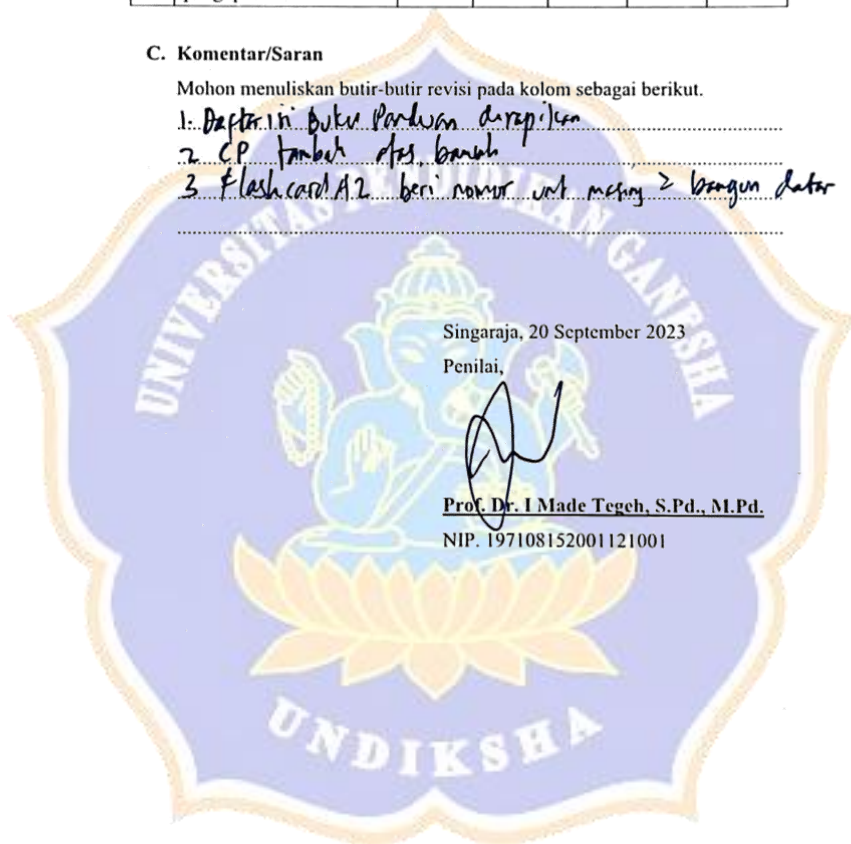 C. Komentar/Saran
Mohon menuliskan butir-butir revisi pada kolom sebagai berikut.
1. Daftar isi Buku Panduan dirapikan
2 CP tambah atas, bawah
3 Flashcard A2 beri nomor unt masing 2 bangun datar
UNIVERSITAS PENDIDIKAN GANESHA
Singaraja, 20 September 2023
Penilai,
Prof. Dr. I Made Tegeh, S.Pd., M.Pd.
NIP. 197108152001121001
UNDIKSHA